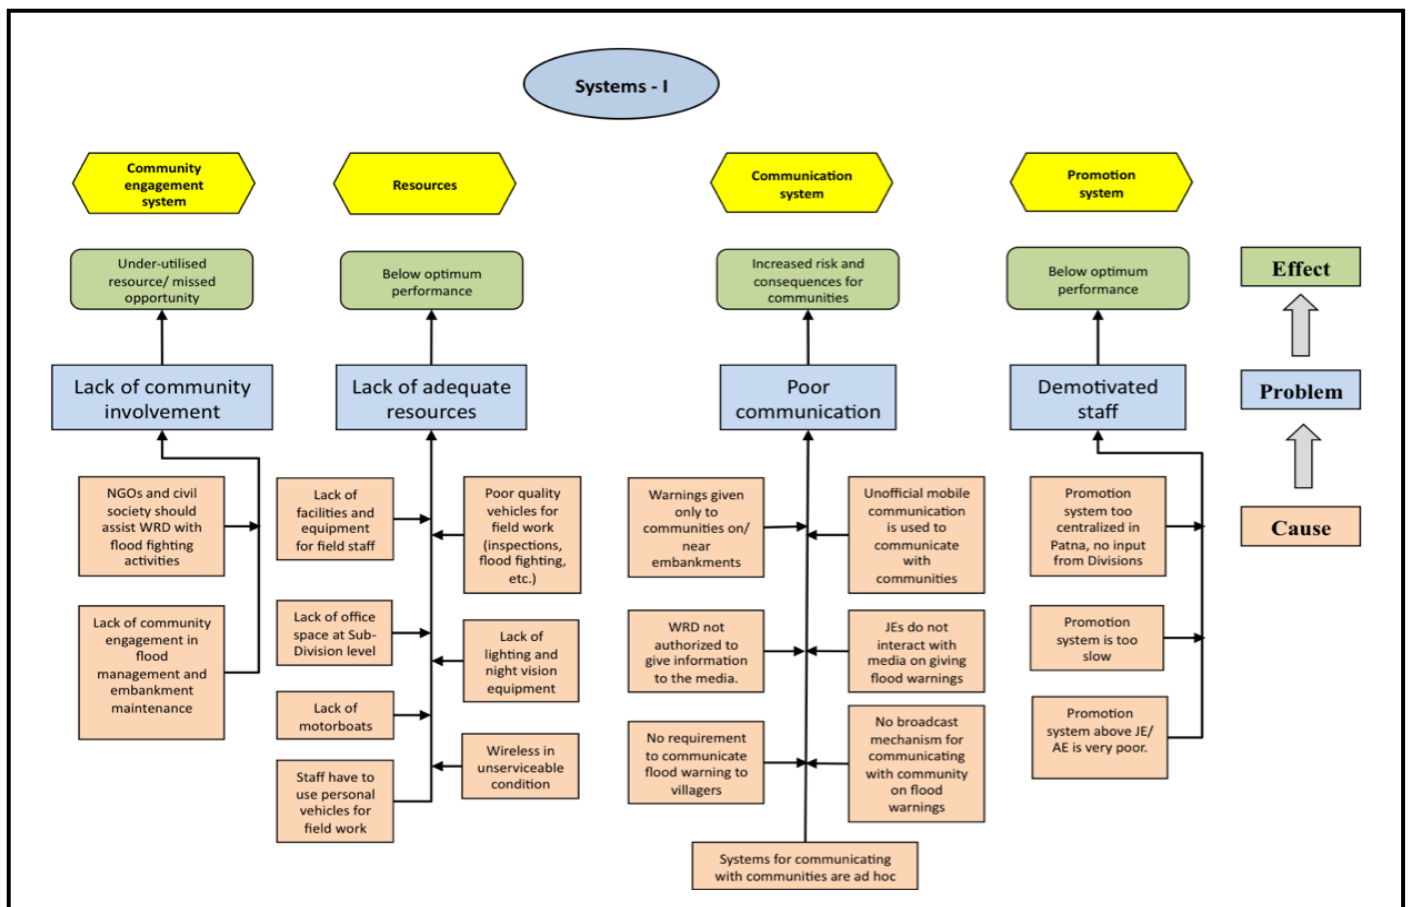 Systems - I
Community
engagement
system
Resources
Communication
system
Promotion
system
Under-utilised
resource/ missed
opportunity
Below optimum
performance
Increased risk and
consequences for
communities
Below optimum
performance
Effect
Lack of community
involvement
Lack of adequate
resources
Poor
communication
Demotivated
staff
Problem
Cause
NGOs and civil
society should
assist WRD with
flood fighting
activities
Lack of community
engagement in
flood
management and
embankment
maintenance
Lack of
facilities and
equipment
for field staff
Lack of office
space at Sub-
Division level
Lack of
motorboats
Staff have to
use personal
vehicles for
field work
Poor quality
vehicles for
field work
(inspections,
flood fighting,
etc.)
Lack of
lighting and
night vision
equipment
Wireless in
unserviceable
condition
Warnings given
only to
communities on/
near
embankments
WRD not
authorized to
give information
to the media.
No requirement
to communicate
flood warning to
villagers
Unofficial mobile
communication
is used to
communicate
with
communities
JEs do not
interact with
media on giving
flood warnings
No broadcast
mechanism for
communicating
with community
on flood
warnings
Systems for communicating
with communities are ad hoc
Promotion
system too
centralized in
Patna, no input
from Divisions
Promotion
system is too
slow
Promotion
system above JE/
AE is very poor.